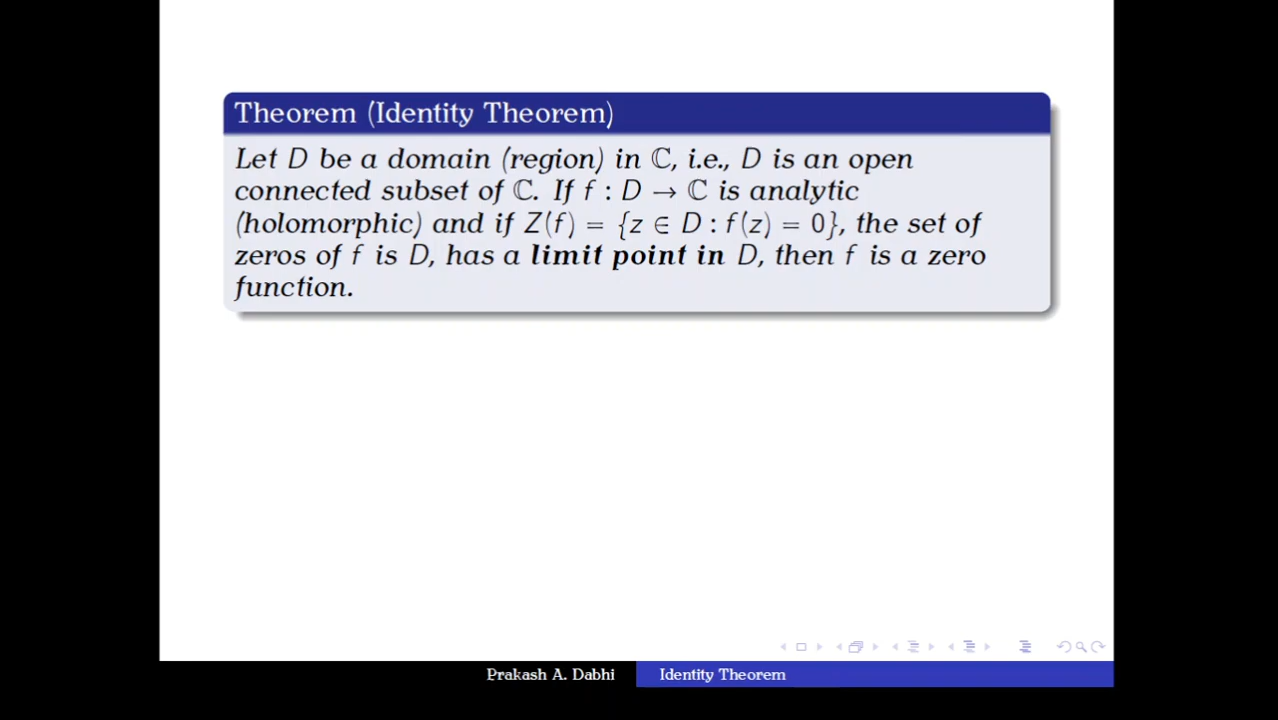 Theorem (Identity Theorem)
Let D be a domain (region) in ℂ, i.e., D is an open
connected subset of ℂ. If f : D → ℂ is analytic
(holomorphic) and if Z(f) = {z ∈ D : f(z) = 0}, the set of
zeros of f is D, has a limit point in D, then f is a zero
function.
Prakash A. Dabhi
Identity Theorem